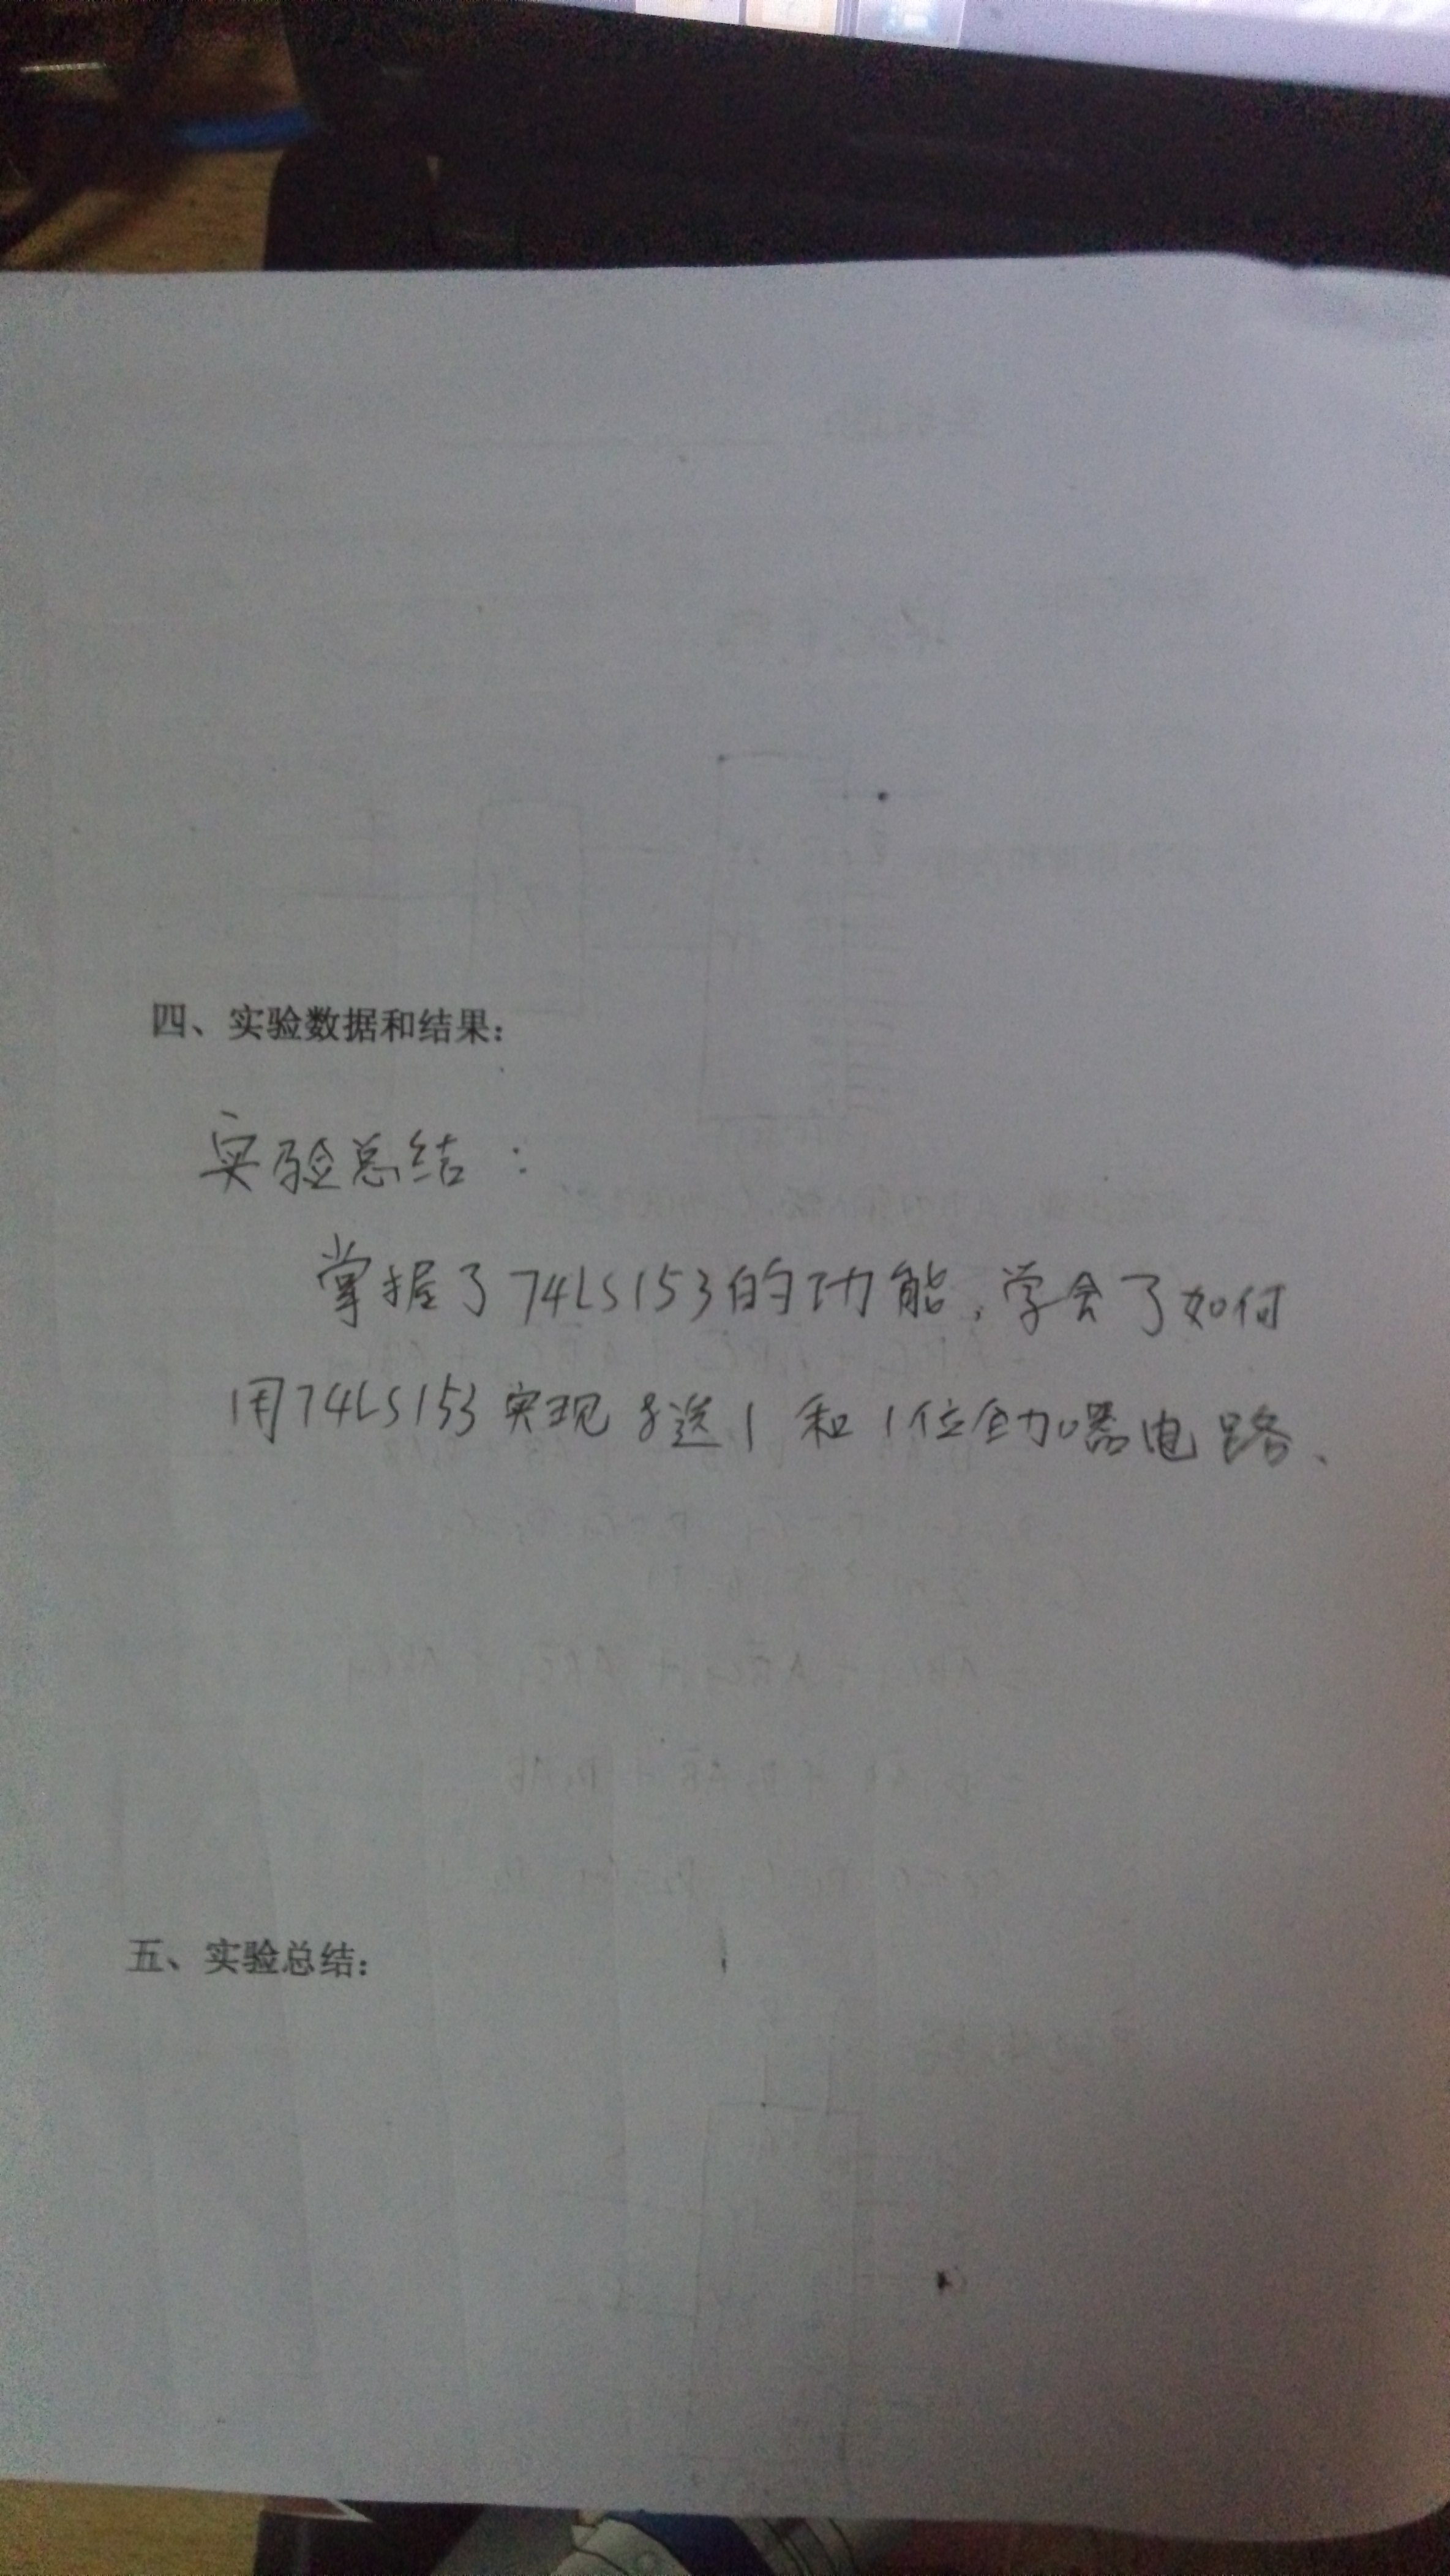 四、实验数据和结果：
实验总结：
掌握了74LS153的功能，学会了如何
用74LS153实现8选1和1位全加器电路、
五、实验总结：